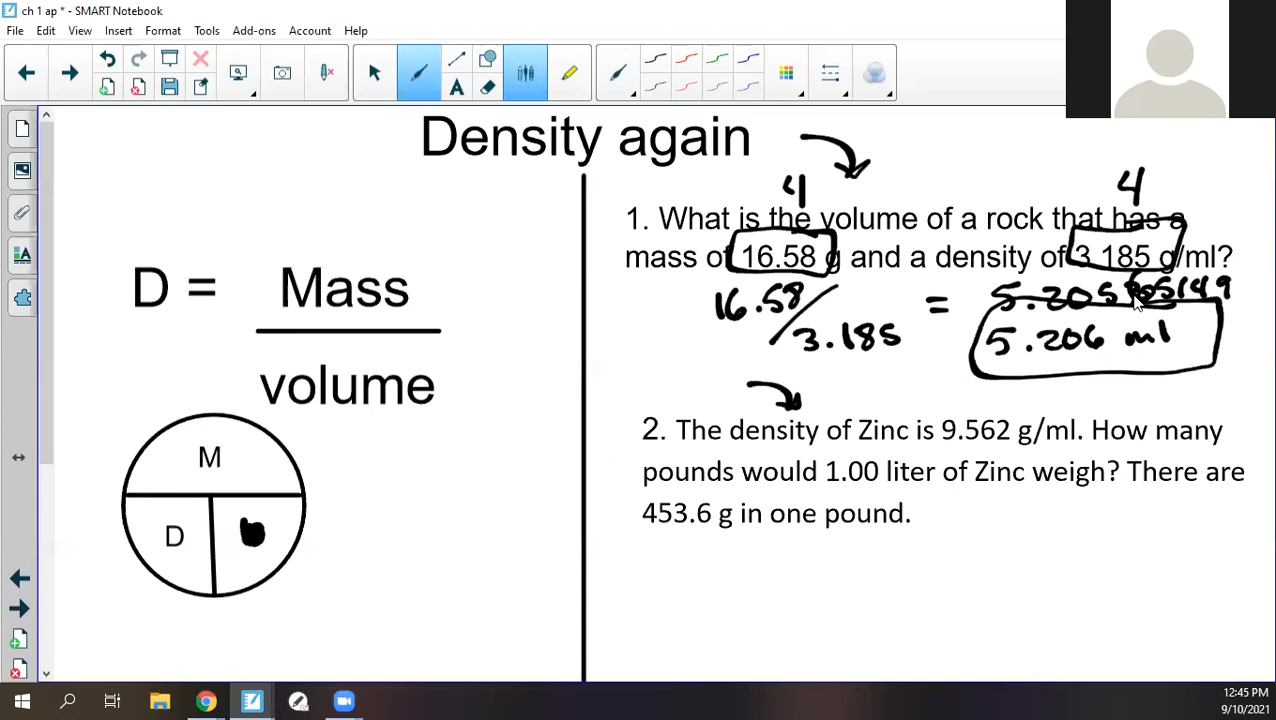 ch 1 ap * - SMART Notebook
File Edit View Insert Format Tools Add-ons Account Help
Density again
D = Mass
volume
M
D
4 4
1. What is the volume of a rock that has a
mass of 16.58 g and a density of 3.185 g/ml?
16.58 / 3.185 =
5.206 ml
2. The density of Zinc is 9.562 g/ml. How many
pounds would 1.00 liter of Zinc weigh? There are
453.6 g in one pound.
12:45 PM
9/10/2021